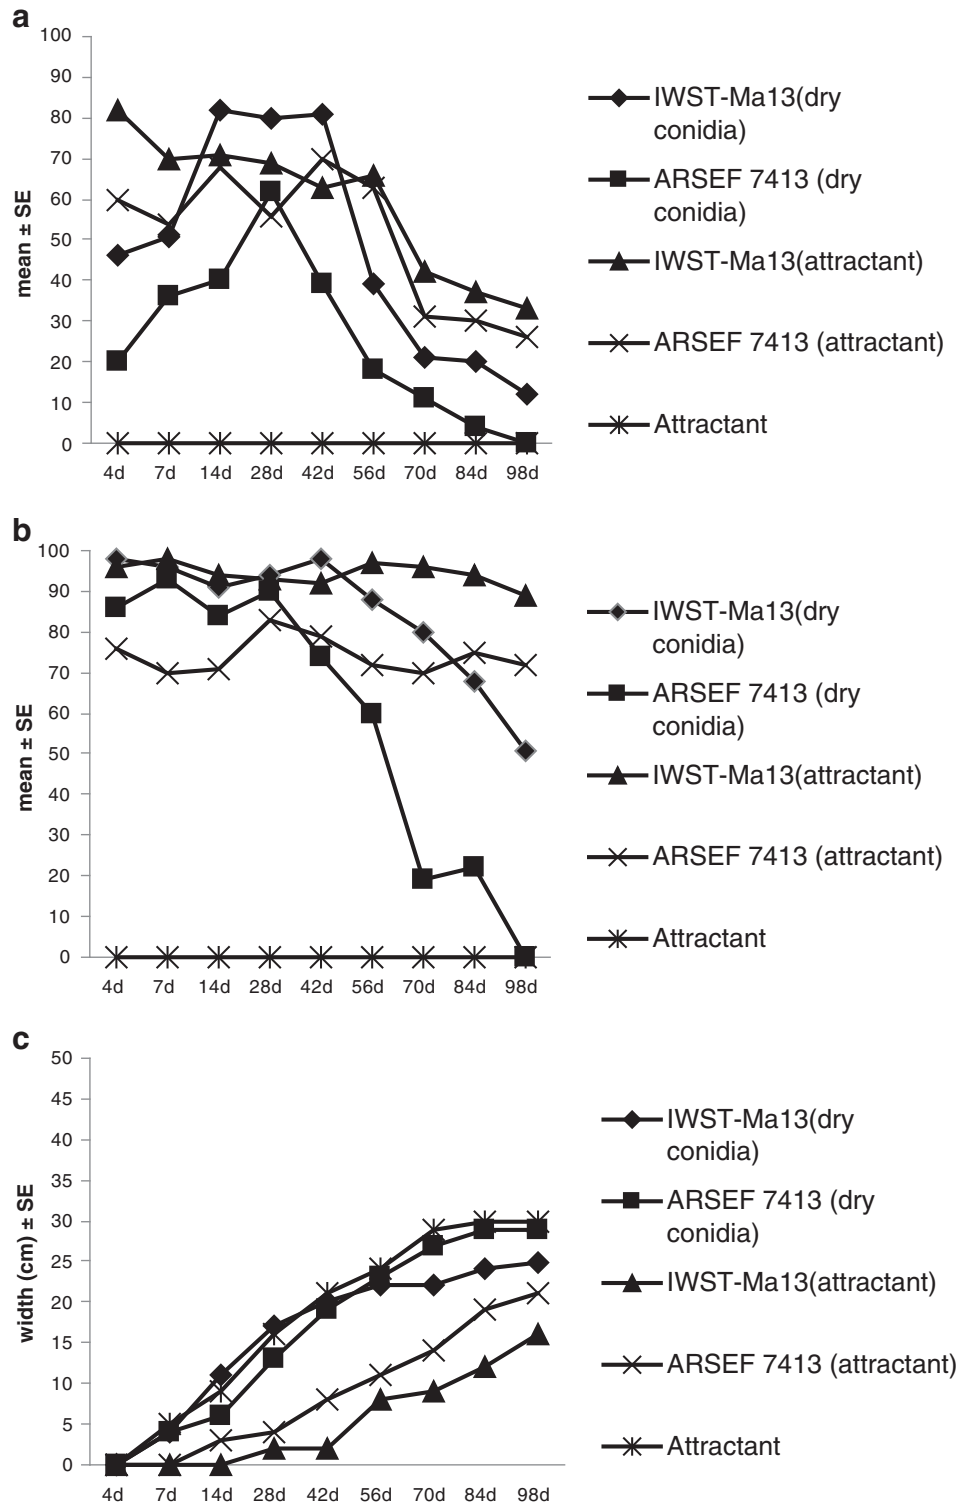 a
100
90
80
70
60
50
40
30
20
10
0
mean ± SE
4d 7d 14d 28d 42d 56d 70d 84d 98d
IWST-Ma13(dry
conidia)
ARSEF 7413 (dry
conidia)
IWST-Ma13(attractant)
ARSEF 7413 (attractant)
Attractant
b
100
90
80
70
60
50
40
30
20
10
0
mean ± SE
4d 7d 14d 28d 42d 56d 70d 84d 98d
IWST-Ma13(dry
conidia)
ARSEF 7413 (dry
conidia)
IWST-Ma13(attractant)
ARSEF 7413 (attractant)
Attractant
c
50
45
40
35
30
25
20
15
10
5
0
width (cm) ± SE
4d 7d 14d 28d 42d 56d 70d 84d 98d
IWST-Ma13(dry
conidia)
ARSEF 7413 (dry
conidia)
IWST-Ma13(attractant)
ARSEF 7413 (attractant)
Attractant